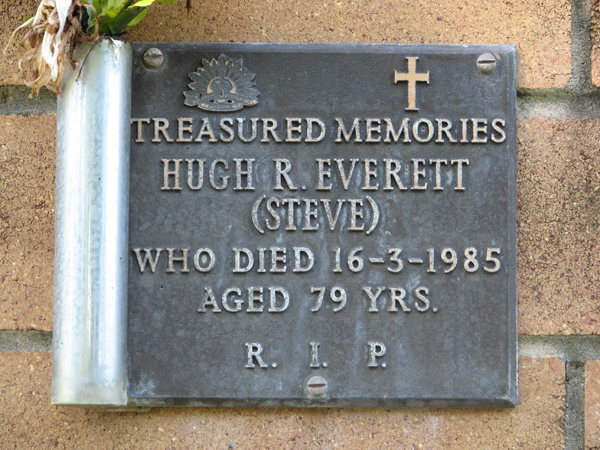 TREASURED MEMORIES
HUGH R. EVERETT
(STEVE)
WHO DIED 16-3-1985
AGED 79 YRS.
R. I. P.